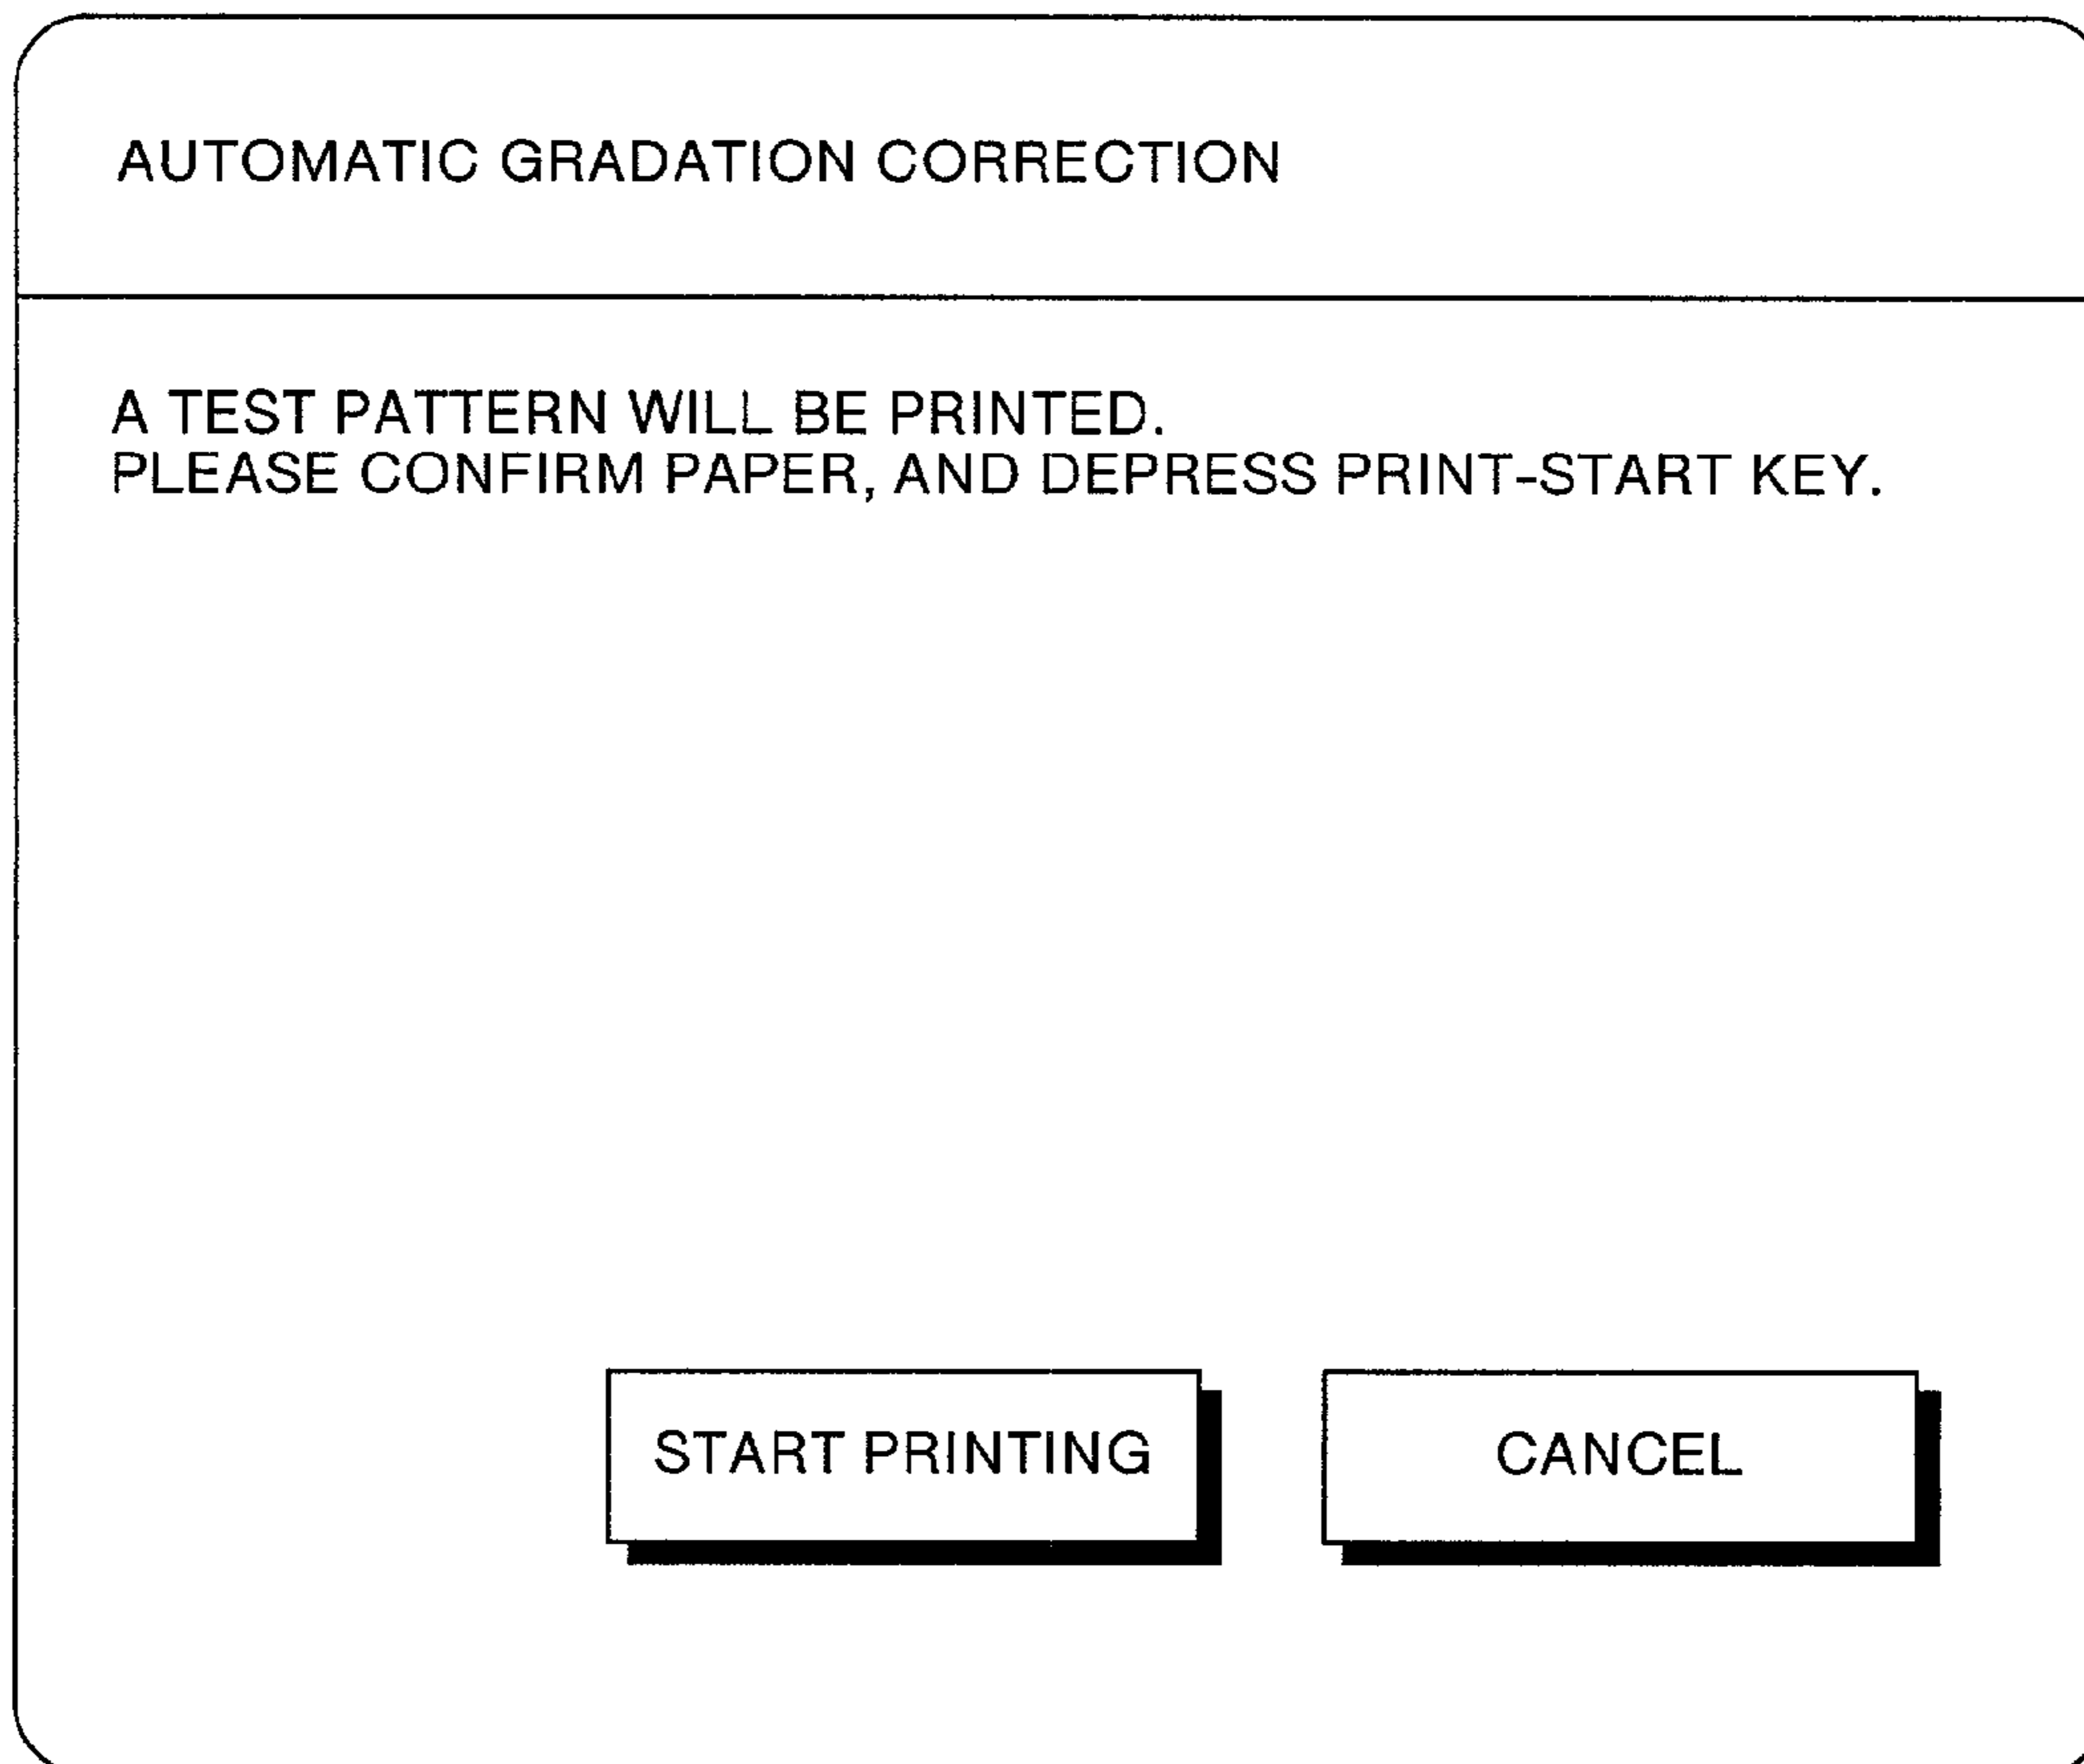 AUTOMATIC GRADATION CORRECTION
A TEST PATTERN WILL BE PRINTED.
PLEASE CONFIRM PAPER, AND DEPRESS PRINT-START KEY.
START PRINTING
CANCEL